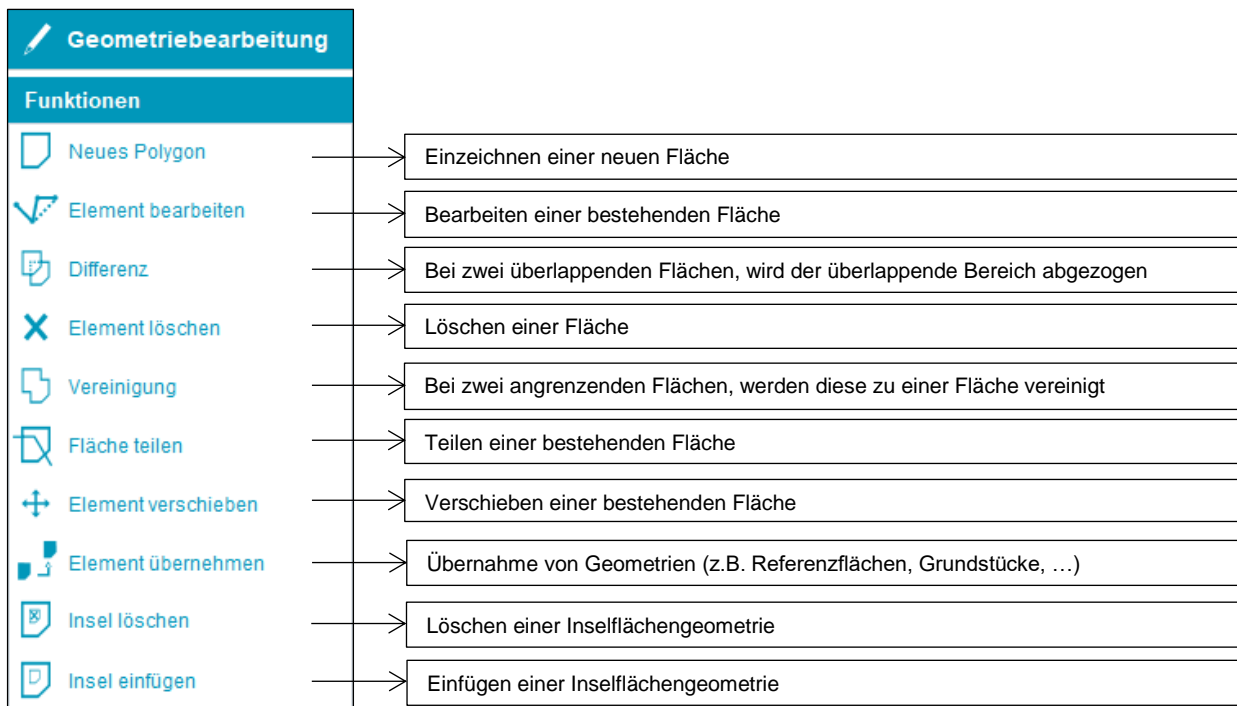 Geometriebearbeitung
Funktionen
Neues Polygon
Einzeichnen einer neuen Fläche
Element bearbeiten
Bearbeiten einer bestehenden Fläche
Differenz
Bei zwei überlappenden Flächen, wird der überlappende Bereich abgezogen
Element löschen
Löschen einer Fläche
Vereinigung
Bei zwei angrenzenden Flächen, werden diese zu einer Fläche vereinigt
Fläche teilen
Teilen einer bestehenden Fläche
Element verschieben
Verschieben einer bestehenden Fläche
Element übernehmen
Übernahme von Geometrien (z.B. Referenzflächen, Grundstücke, …)
Insel löschen
Löschen einer Inselflächengeometrie
Insel einfügen
Einfügen einer Inselflächengeometrie